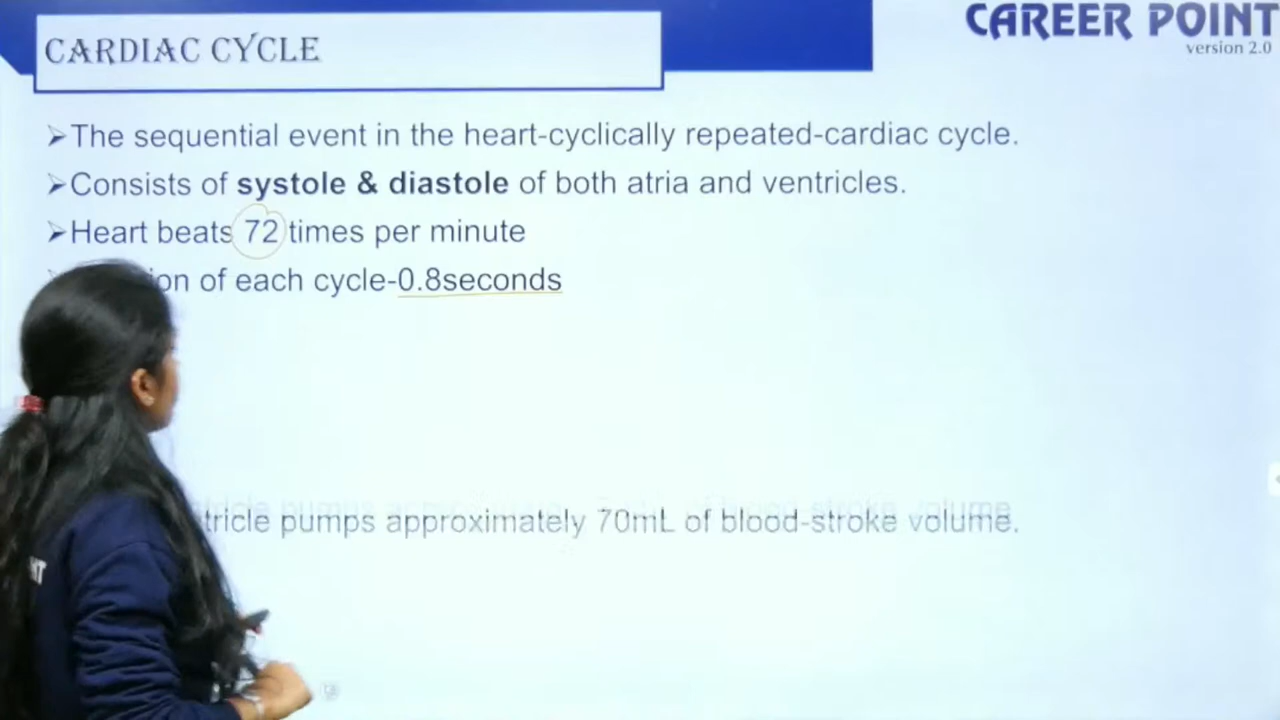 CAREER POINT
version 2.0
CARDIAC CYCLE
➢The sequential event in the heart-cyclically repeated-cardiac cycle.
➢Consists of systole & diastole of both atria and ventricles.
➢Heart beats 72 times per minute
of each cycle-0.8seconds
pumps approximately 70mL of blood-stroke volume.